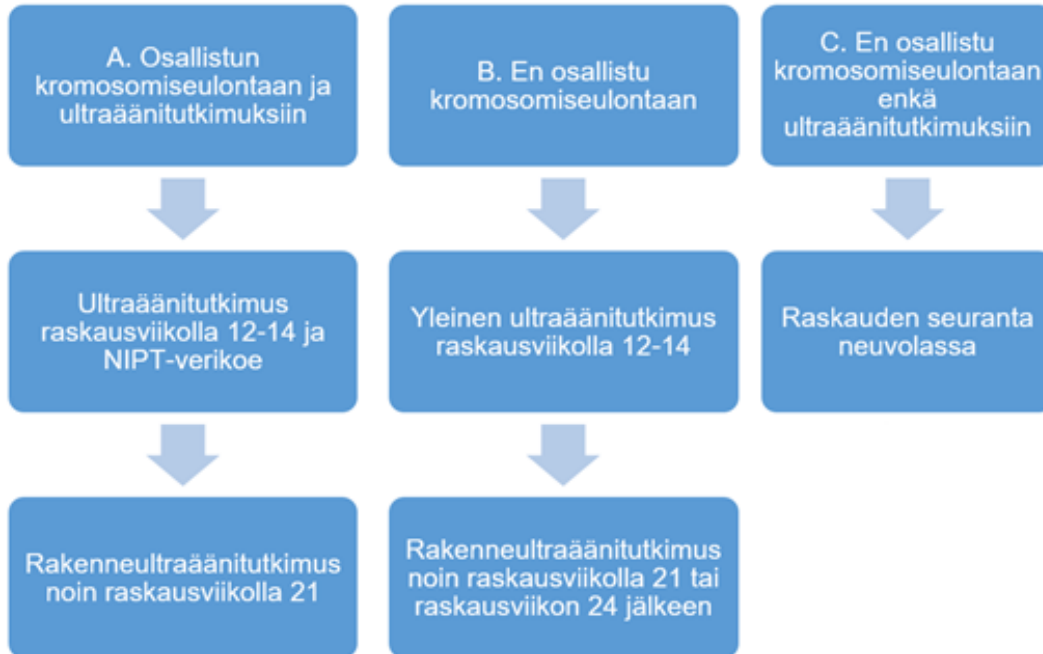 A. Osallistun
kromosomiseulontaan ja
ultraäänitutkimuksiin
Ultraäänitutkimus
raskausviikolla 12-14 ja
NIPT-verikoe
Rakenneultraäänitutkimus
noin raskausviikolla 21
B. En osallistu
kromosomiseulontaan
Yleinen ultraäänitutkimus
raskausviikolla 12-14
Rakenneultraäänitutkimus
noin raskausviikolla 21 tai
raskausviikon 24 jälkeen
C. En osallistu
kromosomiseulontaan
enkä
ultraäänitutkimuksiin
Raskauden seuranta
neuvolassa